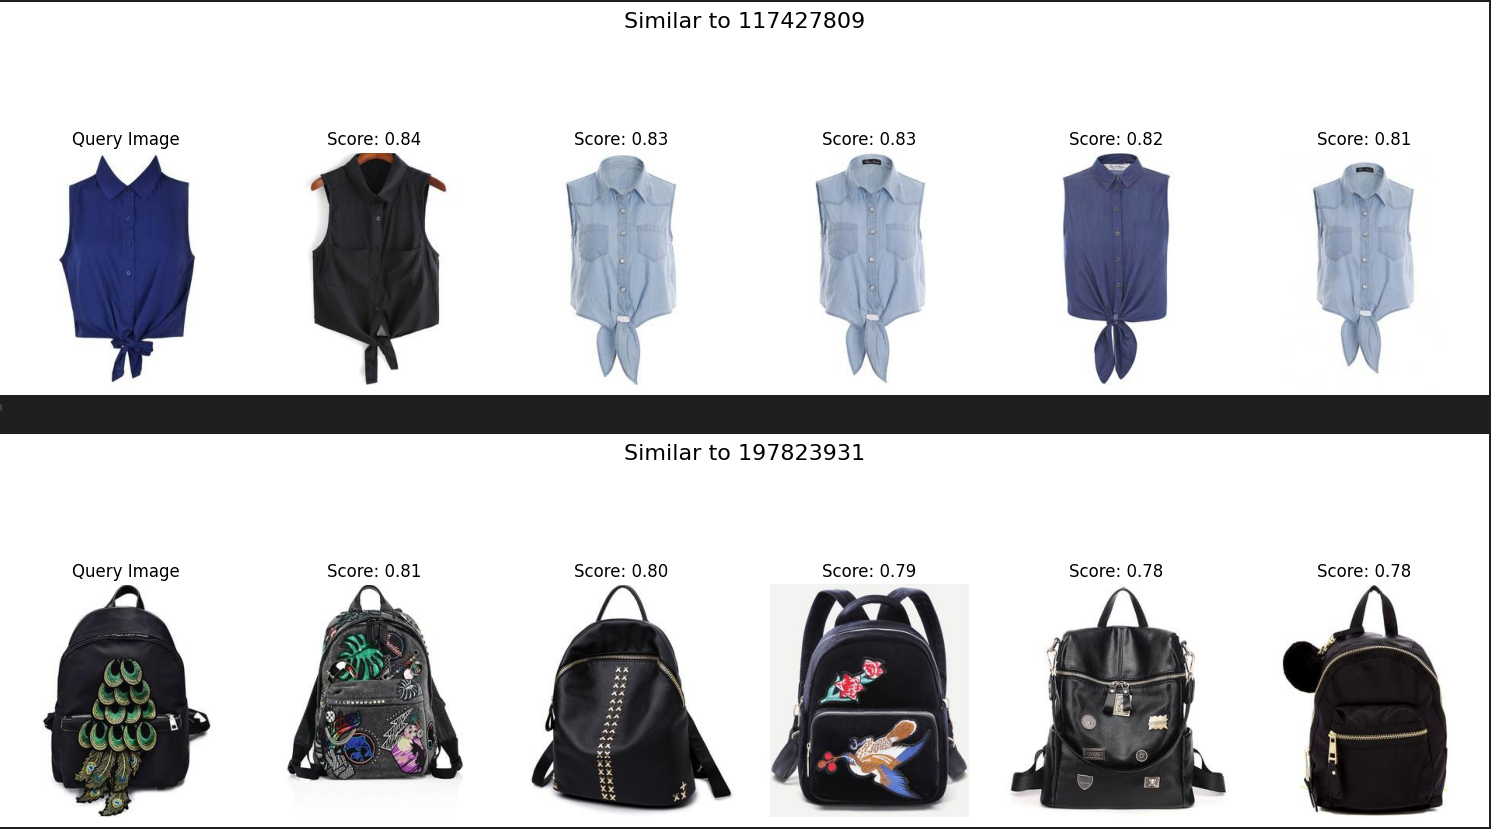 Similar to 117427809
Query Image
Score: 0.84
Score: 0.83
Score: 0.83
Score: 0.82
Score: 0.81
Similar to 197823931
Query Image
Score: 0.81
Score: 0.80
Score: 0.79
Score: 0.78
Score: 0.78